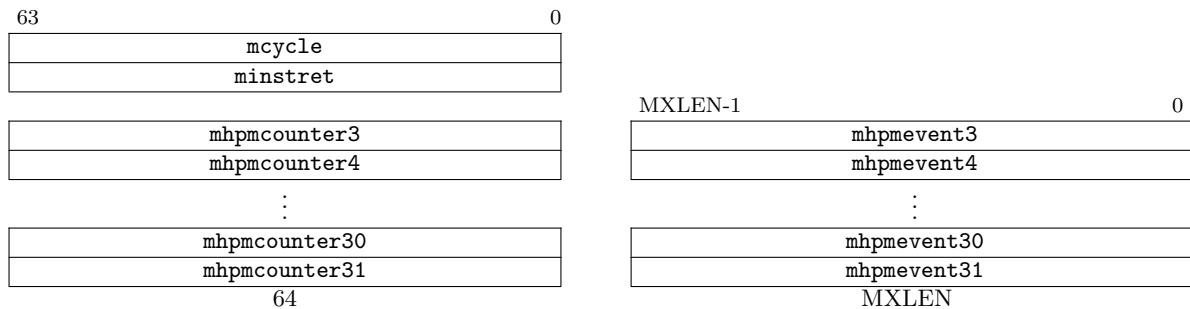 63 0
mcycle
minstret
MXLEN-1 0
mhpmcounter3 mhpmevent3
mhpmcounter4 mhpmevent4
⋮ ⋮
mhpmcounter30 mhpmevent30
mhpmcounter31 mhpmevent31
64 MXLEN